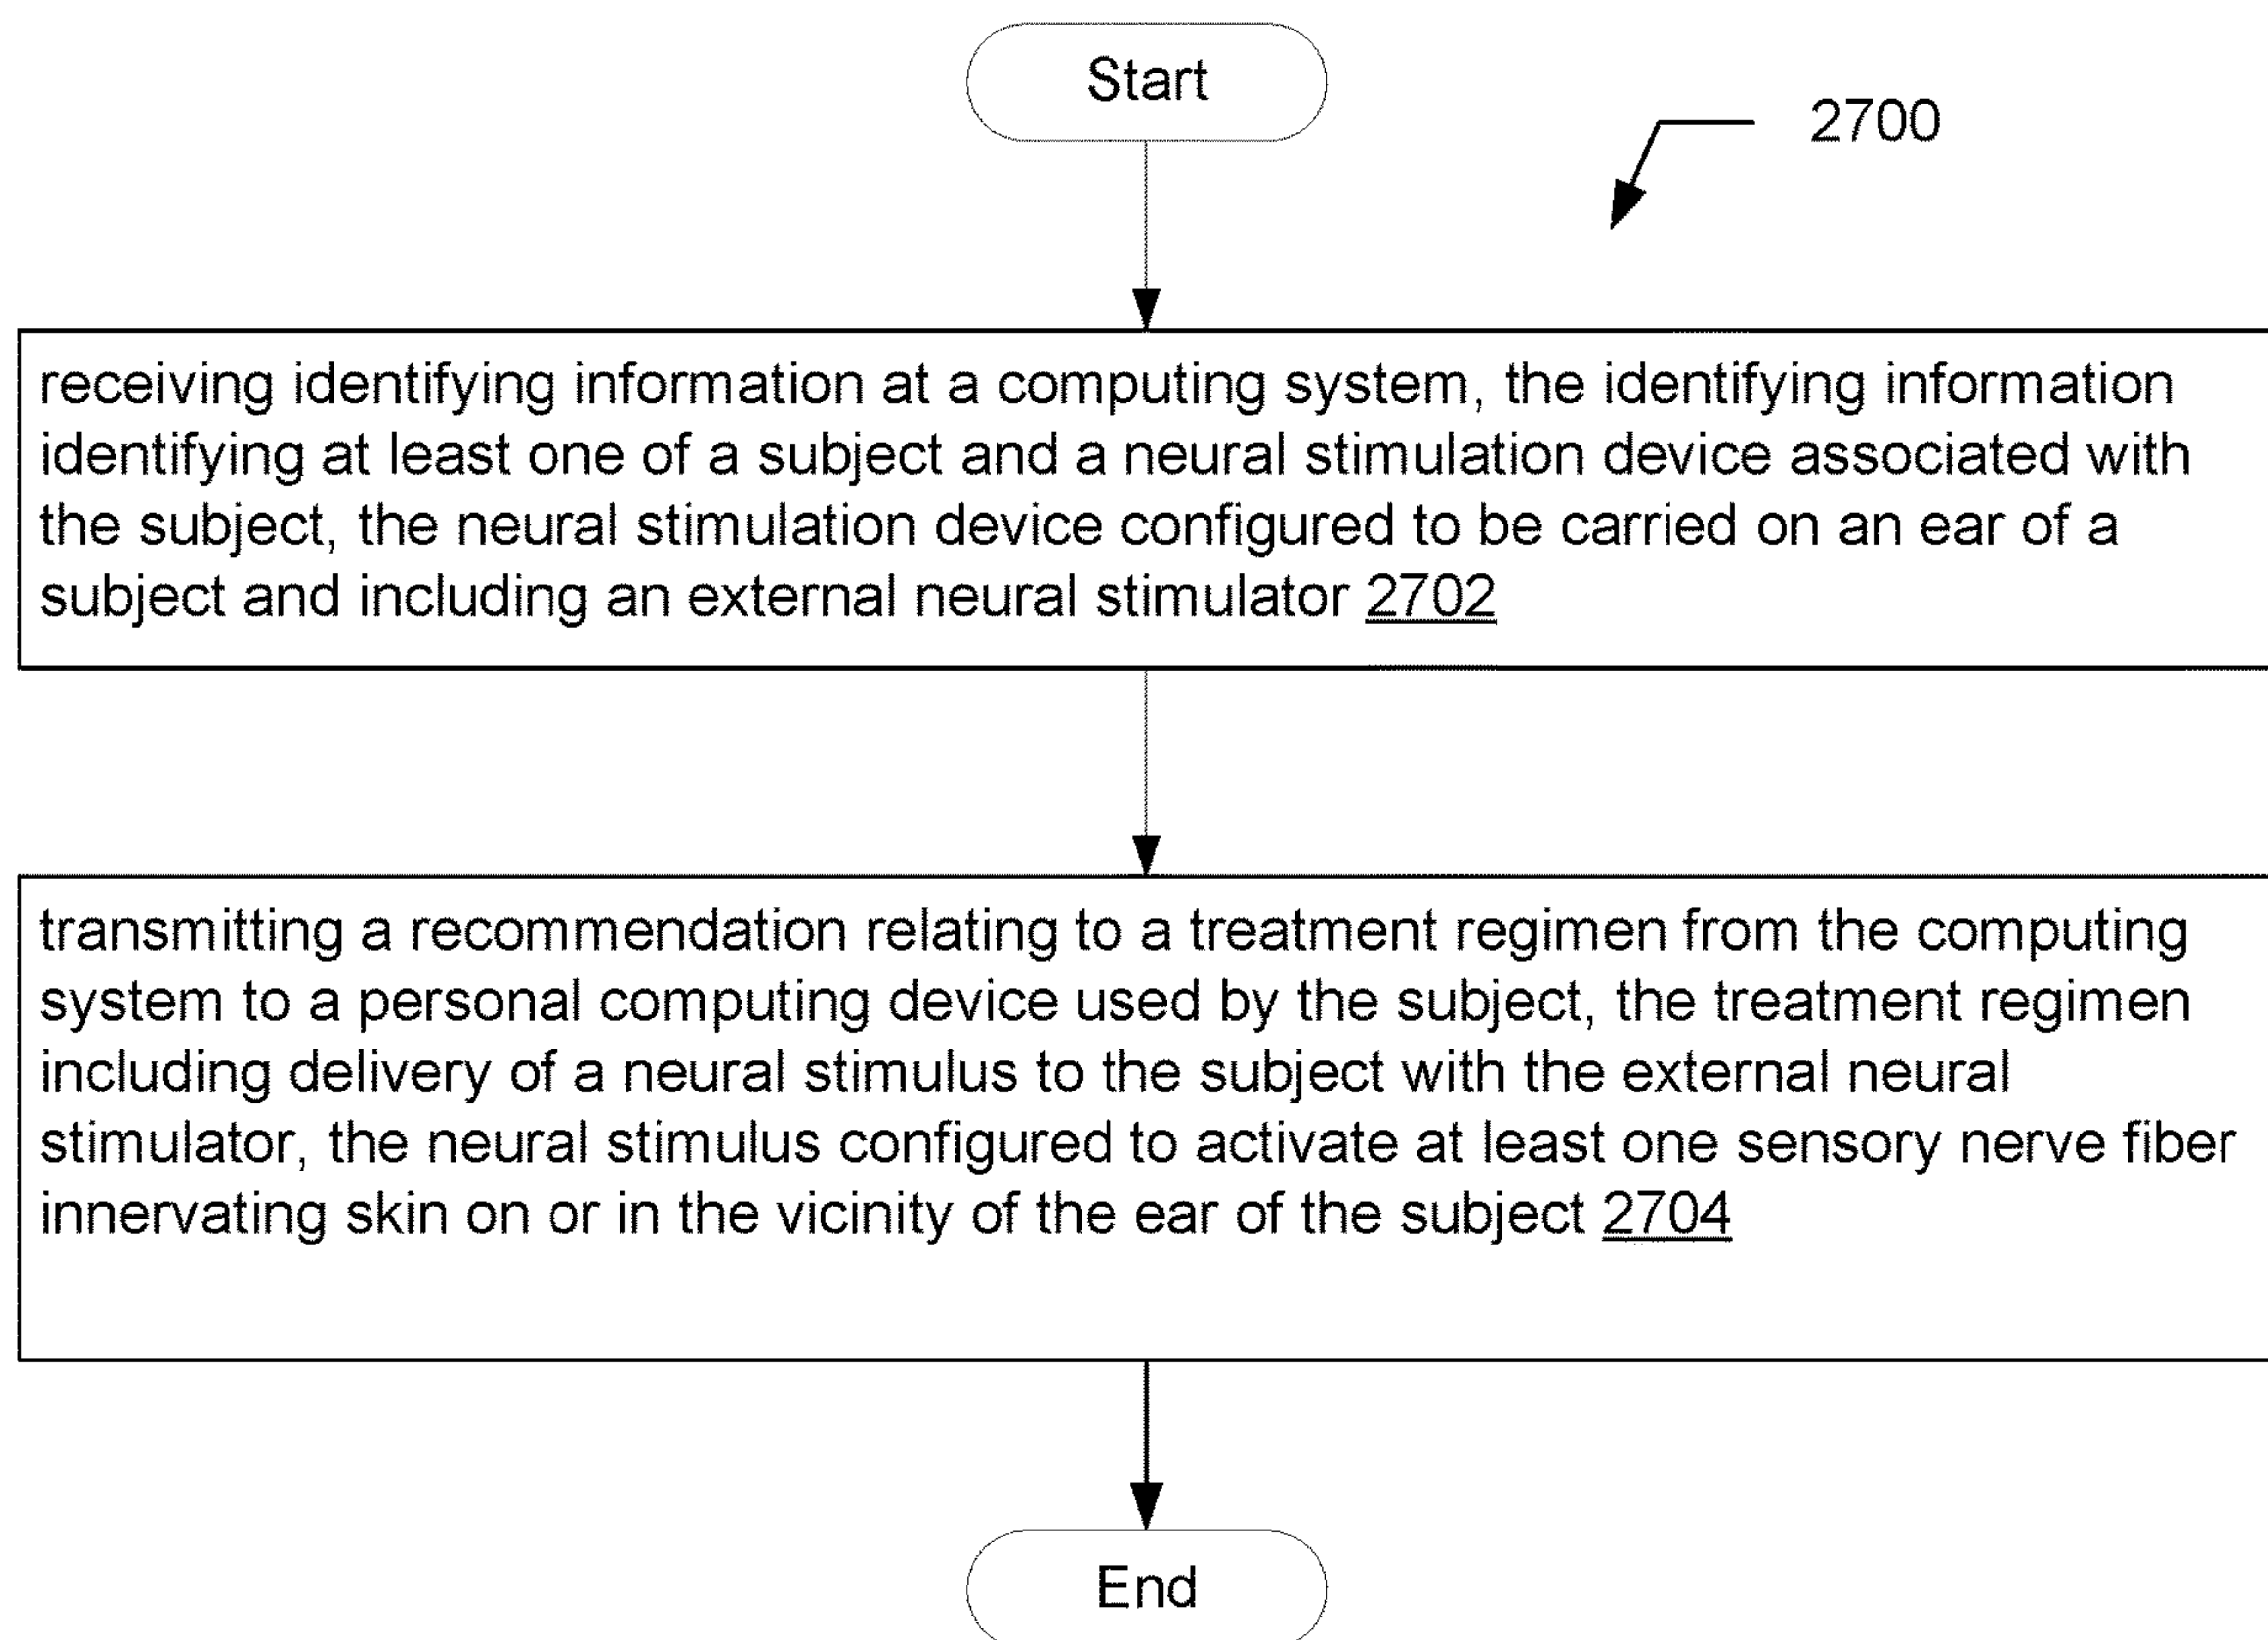 Start
2700
receiving identifying information at a computing system, the identifying information
identifying at least one of a subject and a neural stimulation device associated with
the subject, the neural stimulation device configured to be carried on an ear of a
subject and including an external neural stimulator 2702
transmitting a recommendation relating to a treatment regimen from the computing
system to a personal computing device used by the subject, the treatment regimen
including delivery of a neural stimulus to the subject with the external neural
stimulator, the neural stimulus configured to activate at least one sensory nerve fiber
innervating skin on or in the vicinity of the ear of the subject 2704
End